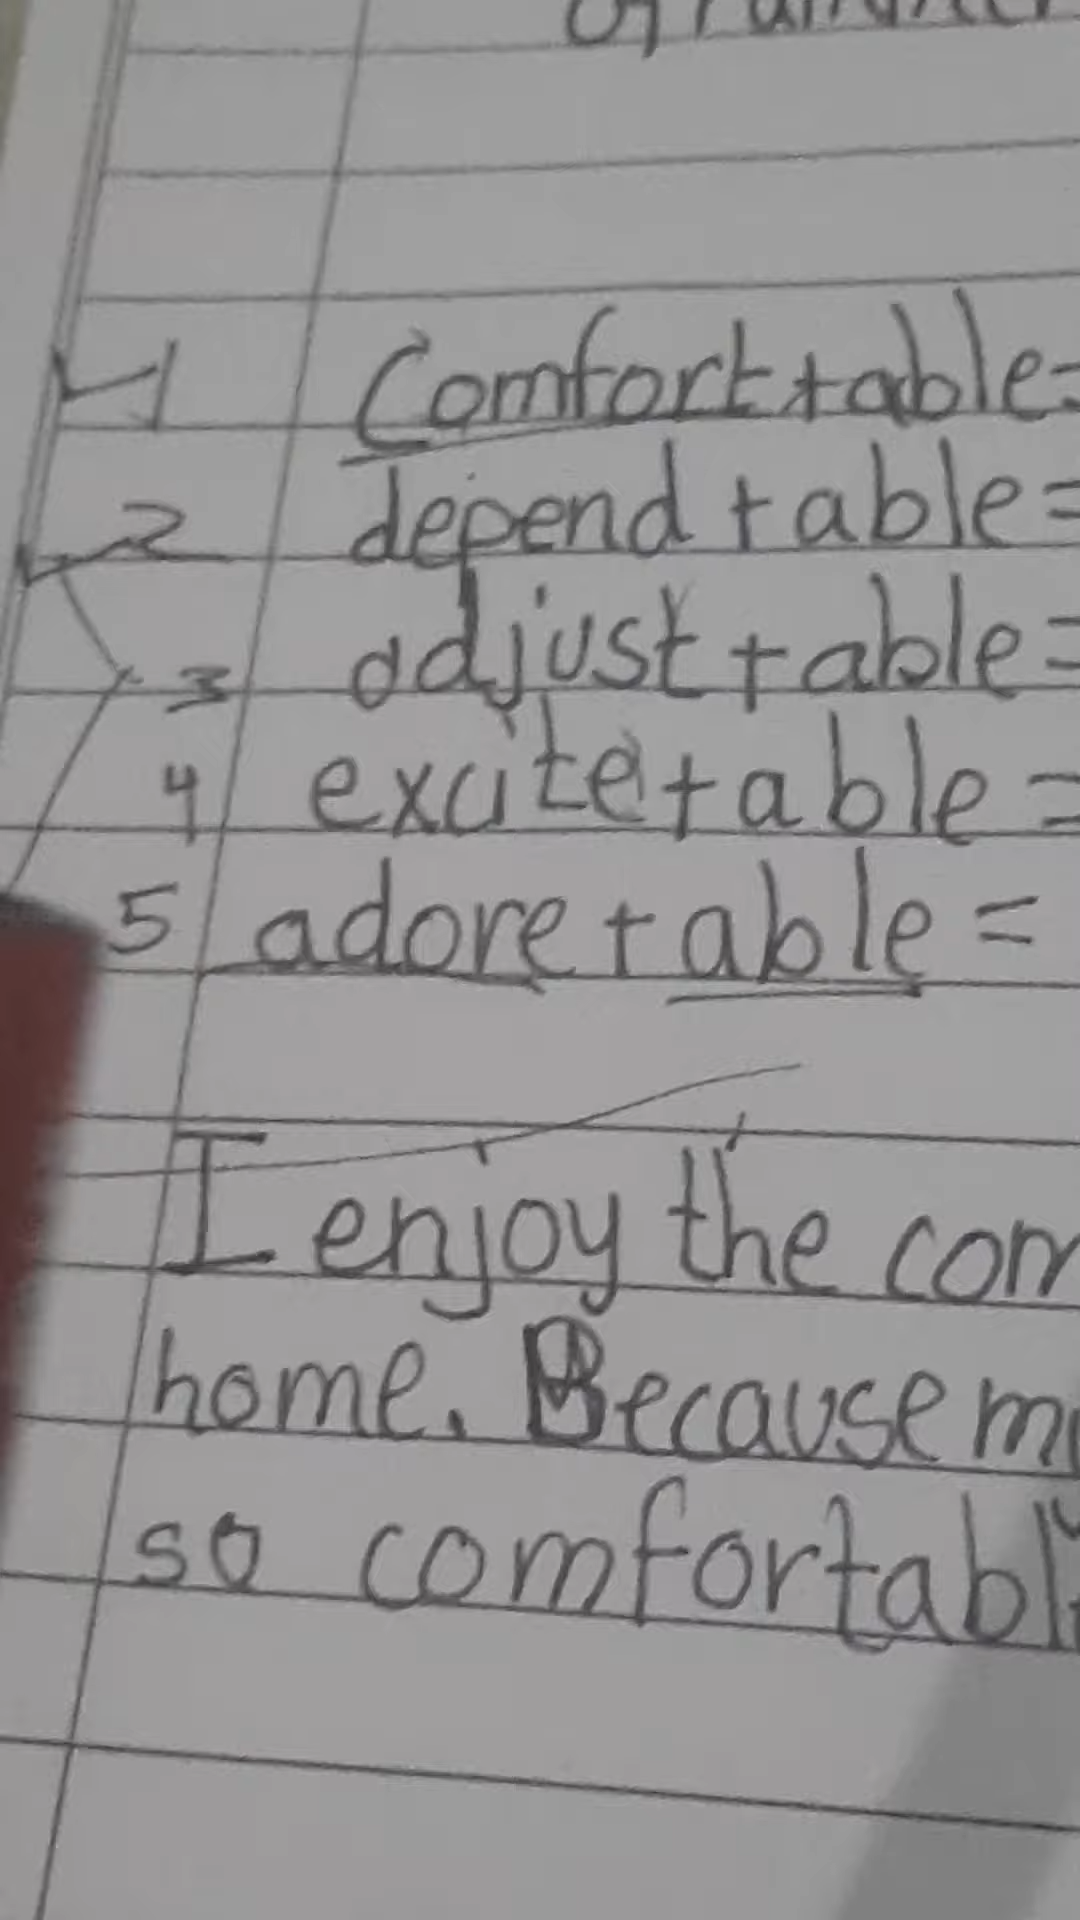 1 Comfort+able=
2 depend+able=
3 adjust+able=
4 excite+able=
5 adore+able=
I enjoy the com
home. Because m
so comfortabl